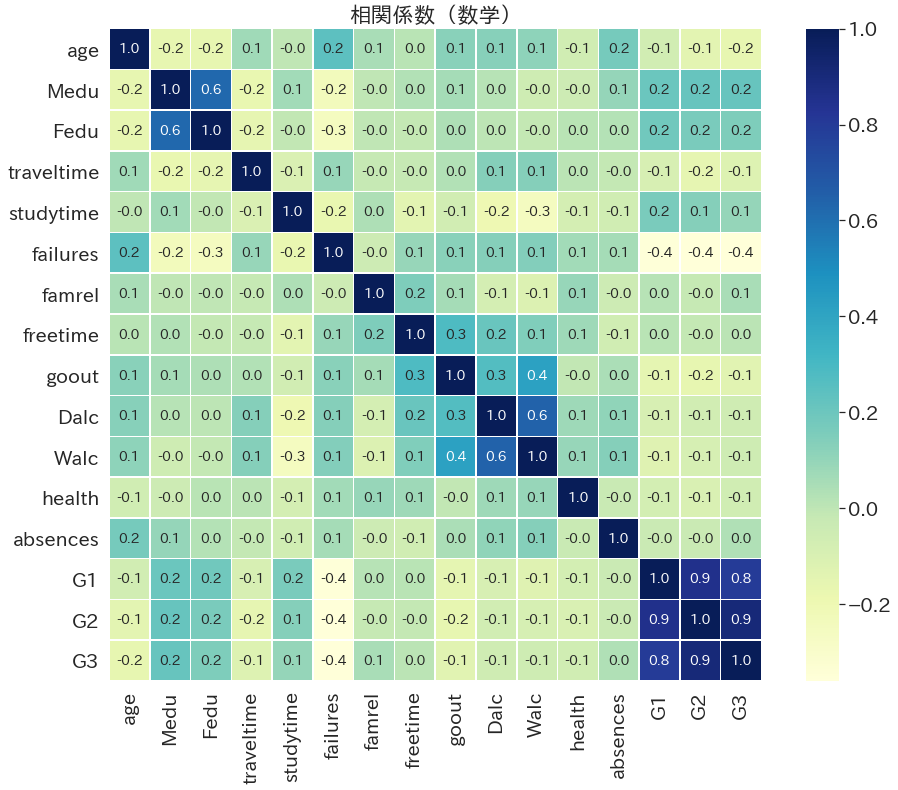 相関係数（数学）
age 1.0 -0.2 -0.2 0.1 -0.0 0.2 0.1 0.0 0.1 0.1 0.1 -0.1 0.2 -0.1 -0.1 -0.2
Medu -0.2 1.0 0.6 -0.2 0.1 -0.2 -0.0 0.0 0.1 0.0 -0.0 -0.0 0.1 0.2 0.2 0.2
Fedu -0.2 0.6 1.0 -0.2 -0.0 -0.3 -0.0 -0.0 0.0 0.0 -0.0 0.0 0.0 0.2 0.2 0.2
traveltime 0.1 -0.2 -0.2 1.0 -0.1 0.1 -0.0 -0.0 0.0 0.1 0.1 0.0 -0.0 -0.1 -0.2 -0.1
studytime -0.0 0.1 -0.0 -0.1 1.0 -0.2 0.0 -0.1 -0.1 -0.2 -0.3 -0.1 -0.1 0.2 0.1 0.1
failures 0.2 -0.2 -0.3 0.1 -0.2 1.0 -0.0 0.1 0.1 0.1 0.1 0.1 0.1 -0.4 -0.4 -0.4
famrel 0.1 -0.0 -0.0 -0.0 0.0 -0.0 1.0 0.2 0.1 -0.1 -0.1 0.1 -0.0 0.0 -0.0 0.1
freetime 0.0 0.0 -0.0 -0.0 -0.1 0.1 0.2 1.0 0.3 0.2 0.1 0.1 -0.1 0.0 -0.0 0.0
goout 0.1 0.1 0.0 0.0 -0.1 0.1 0.1 0.3 1.0 0.3 0.4 -0.0 0.0 -0.1 -0.2 -0.1
Dalc 0.1 0.0 0.0 0.1 -0.2 0.1 -0.1 0.2 0.3 1.0 0.6 0.1 0.1 -0.1 -0.1 -0.1
Walc 0.1 -0.0 -0.0 0.1 -0.3 0.1 -0.1 0.1 0.4 0.6 1.0 0.1 0.1 -0.1 -0.1 -0.1
health -0.1 -0.0 0.0 0.0 -0.1 0.1 0.1 0.1 -0.0 0.1 0.1 1.0 -0.0 -0.1 -0.1 -0.1
absences 0.2 0.1 0.0 -0.0 -0.1 0.1 -0.0 -0.1 0.0 0.1 0.1 -0.0 1.0 -0.0 -0.0 0.0
G1 -0.1 0.2 0.2 -0.1 0.2 -0.4 0.0 0.0 -0.1 -0.1 -0.1 -0.1 -0.0 1.0 0.9 0.8
G2 -0.1 0.2 0.2 -0.2 0.1 -0.4 -0.0 -0.0 -0.2 -0.1 -0.1 -0.1 -0.0 0.9 1.0 0.9
G3 -0.2 0.2 0.2 -0.1 0.1 -0.4 0.1 0.0 -0.1 -0.1 -0.1 -0.1 0.0 0.8 0.9 1.0
age Medu Fedu traveltime studytime failures famrel freetime goout Dalc Walc health absences G1 G2 G3
1.0
0.8
0.6
0.4
0.2
0.0
−0.2